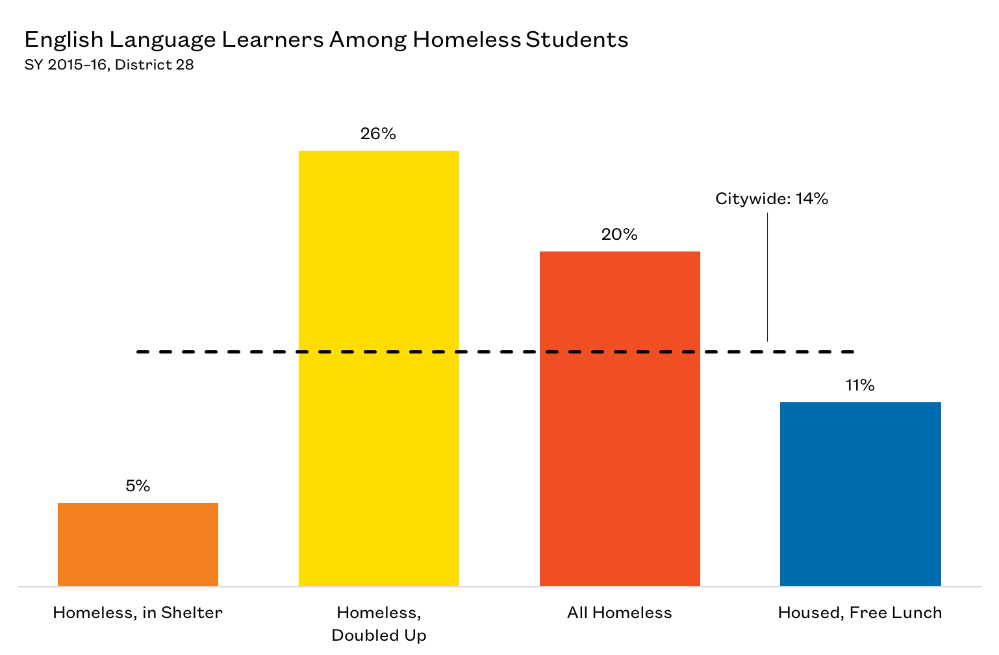 English Language Learners Among Homeless Students
SY 2015–16, District 28
26%
Citywide: 14%
20%
11%
5%
Homeless, in Shelter
Homeless,
Doubled Up
All Homeless
Housed, Free Lunch